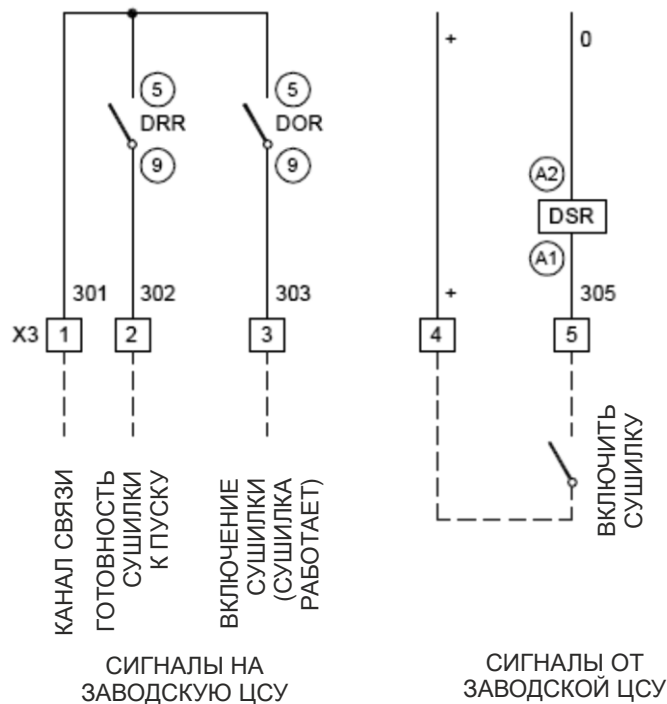 +
0
5
5
DRR
DOR
9
9
A2
DSR
A1
301
302
303
+
305
X3
1
2
3
4
5
КАНАЛ СВЯЗИ
ГОТОВНОСТЬ
СУШИЛКИ
К ПУСКУ
ВКЛЮЧЕНИЕ
СУШИЛКИ
(СУШИЛКА
РАБОТАЕТ)
ВКЛЮЧИТЬ
СУШИЛКУ
СИГНАЛЫ НА
ЗАВОДСКУЮ ЦСУ
СИГНАЛЫ ОТ
ЗАВОДСКОЙ ЦСУ